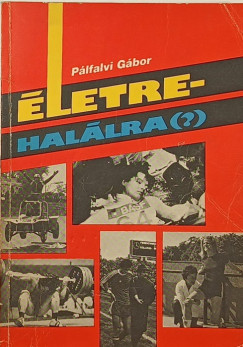 Pálfalvi Gábor
ÉLETRE-
HALÁLRA(?)